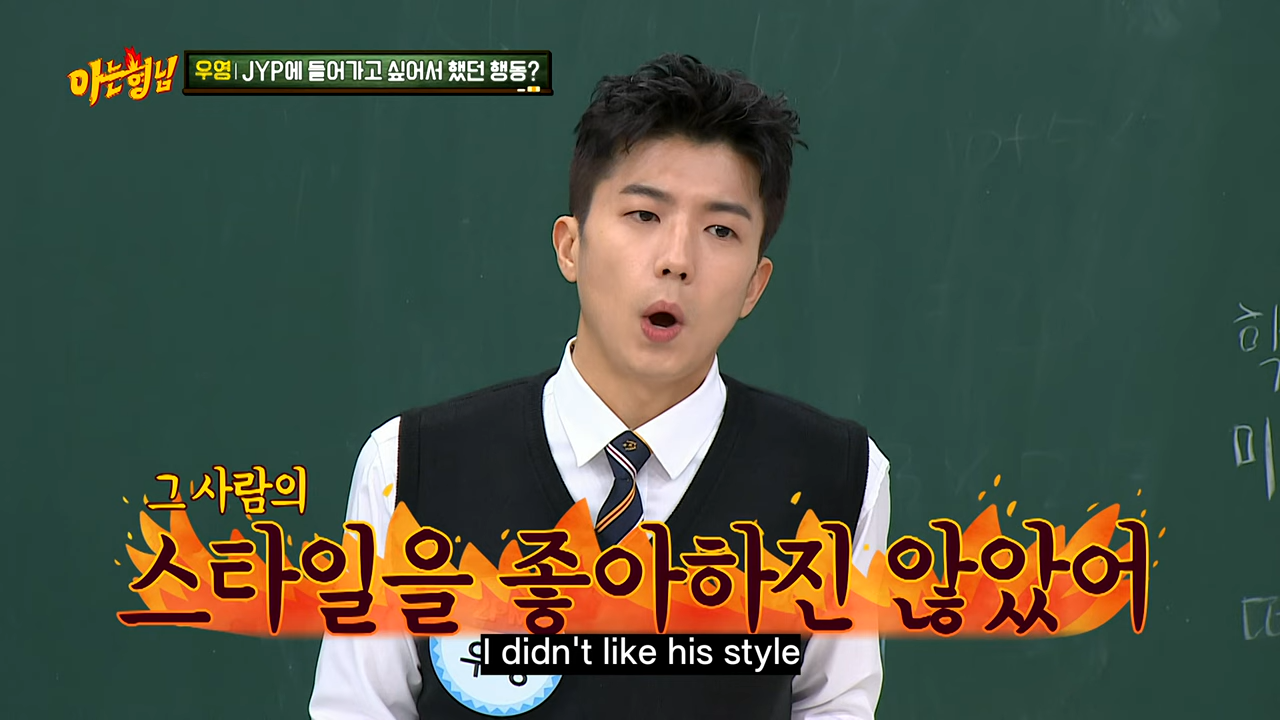 아는형님
우영 | JYP에 들어가고 싶어서 했던 행동?
그 사람의
스타일을 좋아하진 않았어
I didn't like his style